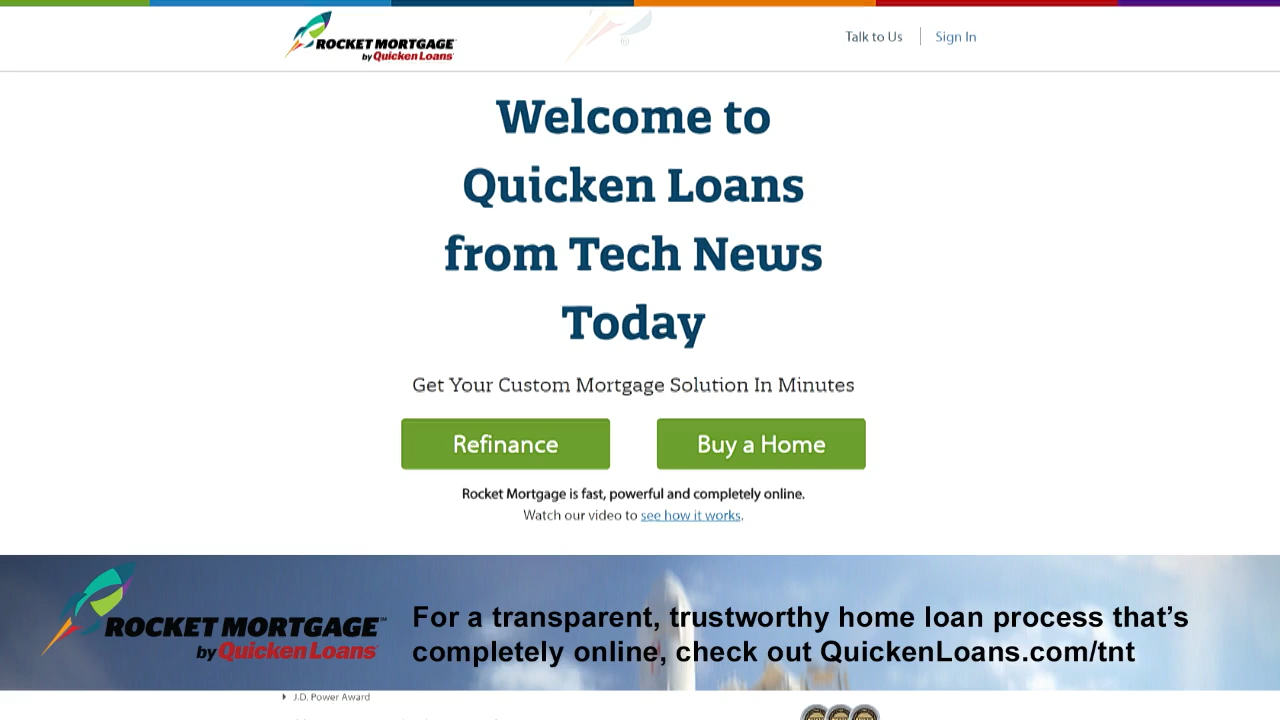 ROCKET MORTGAGE
by Quicken Loans
®
Talk to Us
Sign In
Welcome to
Quicken Loans
from Tech News
Today
Get Your Custom Mortgage Solution In Minutes
Refinance
Buy a Home
Rocket Mortgage is fast, powerful and completely online.
Watch our video to see how it works.
ROCKET MORTGAGE℠
by Quicken Loans
For a transparent, trustworthy home loan process that’s
completely online, check out QuickenLoans.com/tnt
J.D. Power Award